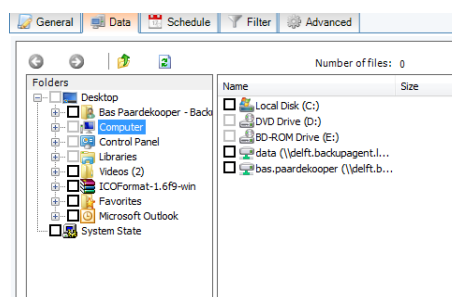 General Data Schedule Filter Advanced
Number of files: 0
Folders
Name Size
Desktop
Bas Paardekooper - Backu
Computer
Control Panel
Libraries
Videos (2)
ICOFormat-1.6f9-win
Favorites
Microsoft Outlook
System State
Local Disk (C:)
DVD Drive (D:)
BD-ROM Drive (E:)
data (\\delft.backupagent.l...
bas.paardekooper (\\delft.b...